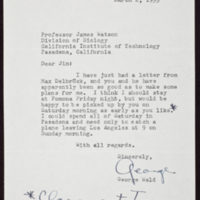 March 2, 1955
Professor James Watson
Division of Biology
California Institute of Technology
Pasadena, California
Dear Jim:
I have just had a letter from
Max Delbrück, and you and he have
apparently been so good as to make some
plans for me. I think I should stay
at Pomona Friday night, but would be
happy to be picked up by you on
Saturday morning as early as you like.
I could spend all of Saturday in
Pasadena and need only to catch a
plane leaving Los Angeles at 9 on
Sunday morning.
With all regards.
Sincerely,
George
George Wald